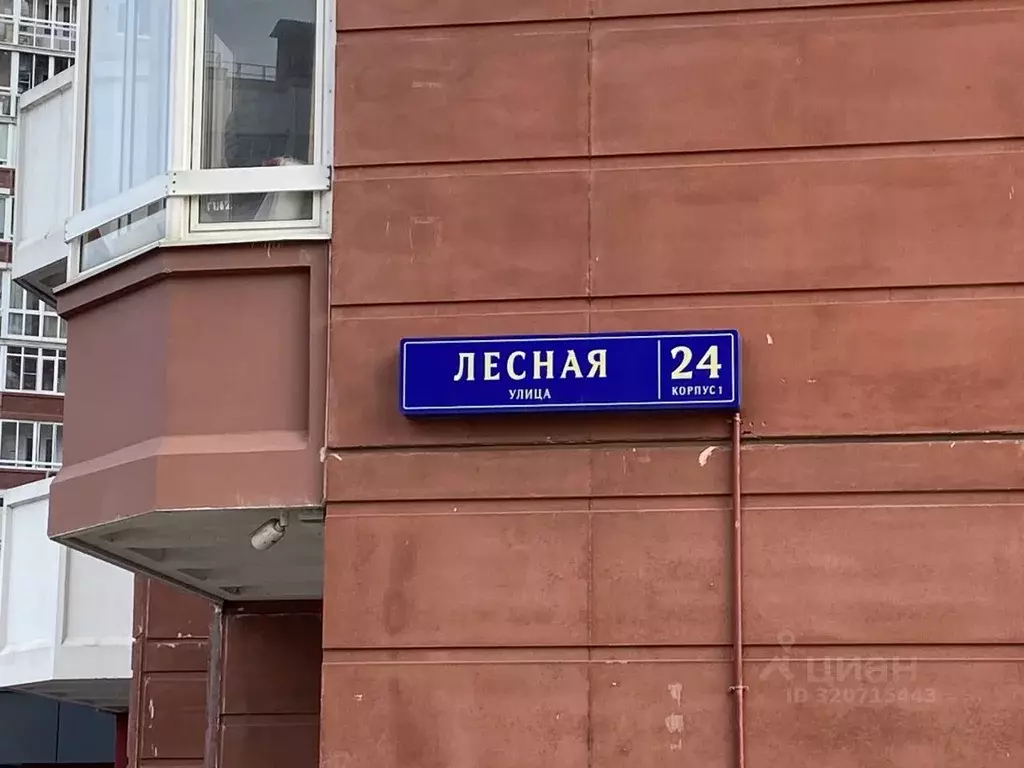 ЛЕСНАЯ
УЛИЦА
24
КОРПУС 1
циан
ID 320715443